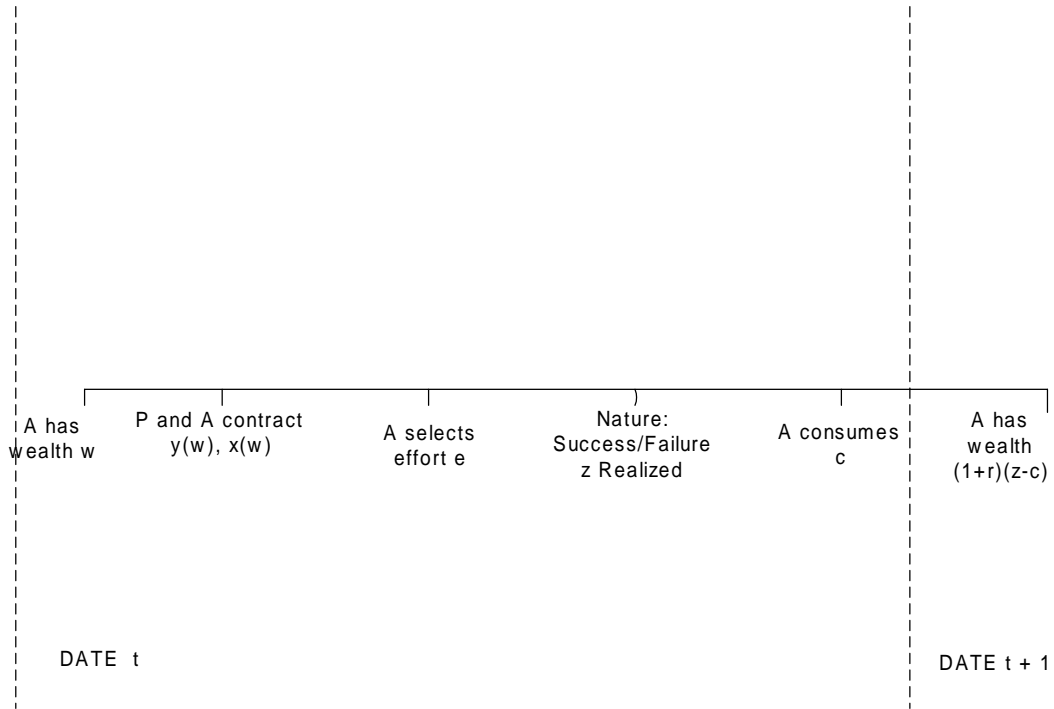 A has
wealth w
P and A contract
y(w), x(w)
A selects
effort e
Nature:
Success/Failure
z Realized
A consumes
c
A has
wealth
(1+r)(z-c)
DATE t
DATE t + 1